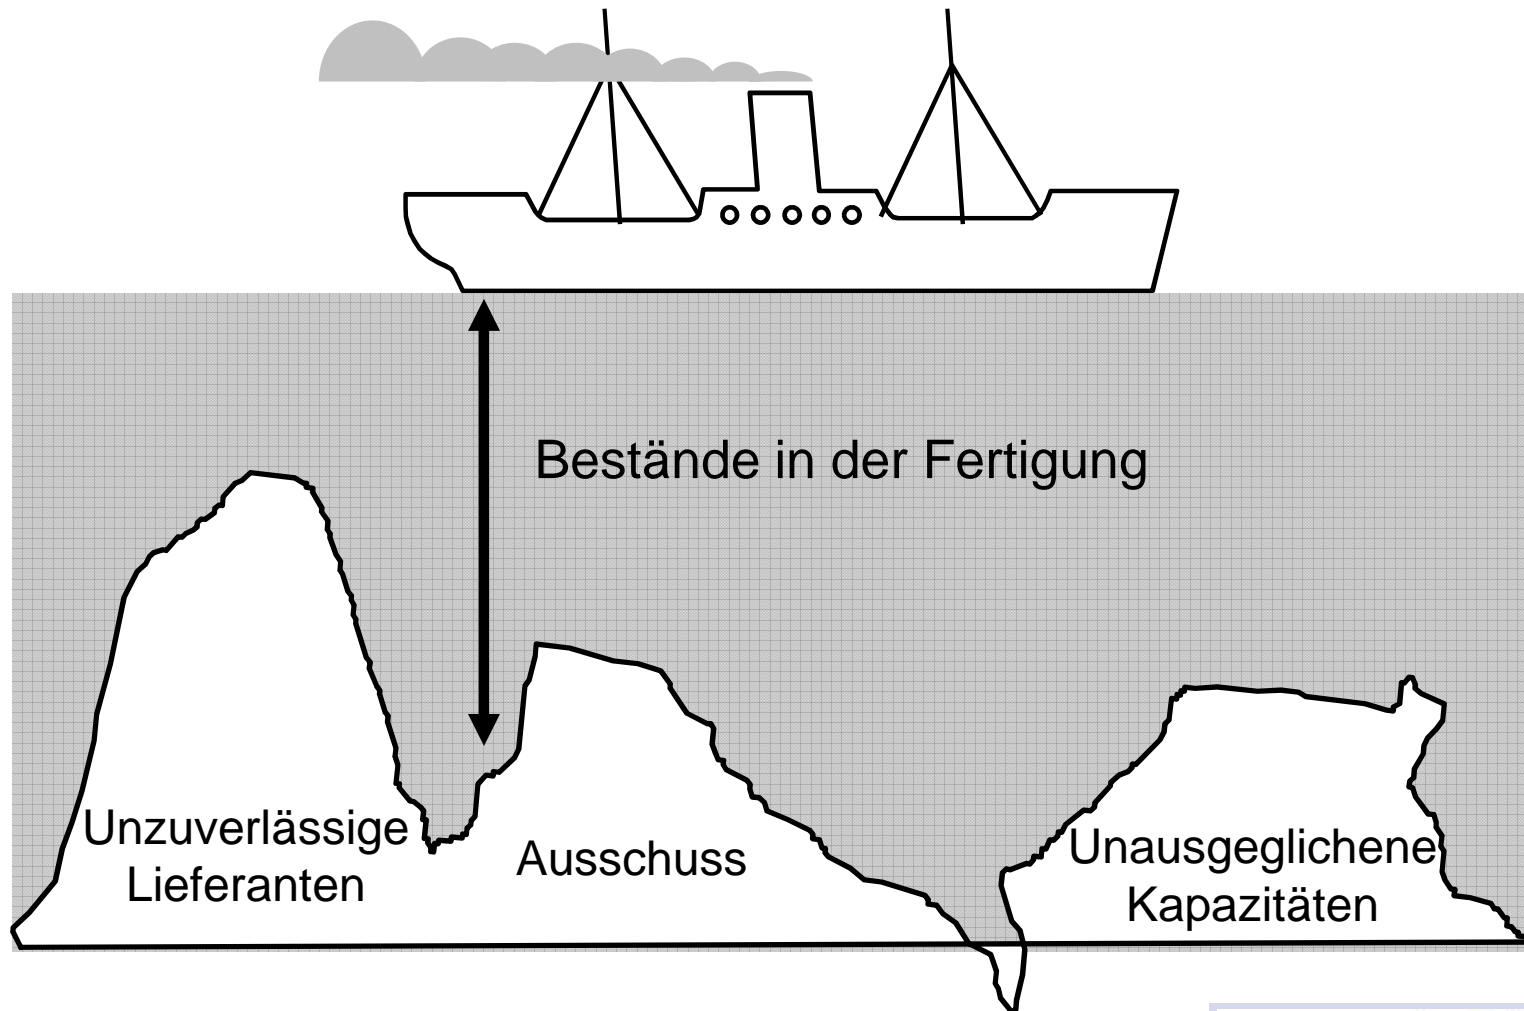 Bestände in der Fertigung
Unzuverlässige
Lieferanten
Ausschuss
Unausgeglichene
Kapazitäten